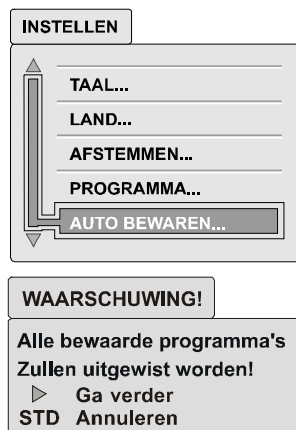 INSTELLEN
TAAL...
LAND...
AFSTEMMEN...
PROGRAMMA...
AUTO BEWAREN...
WAARSCHUWING!
Alle bewaarde programma's
Zullen uitgewist worden!
Ga verder
STD Annuleren